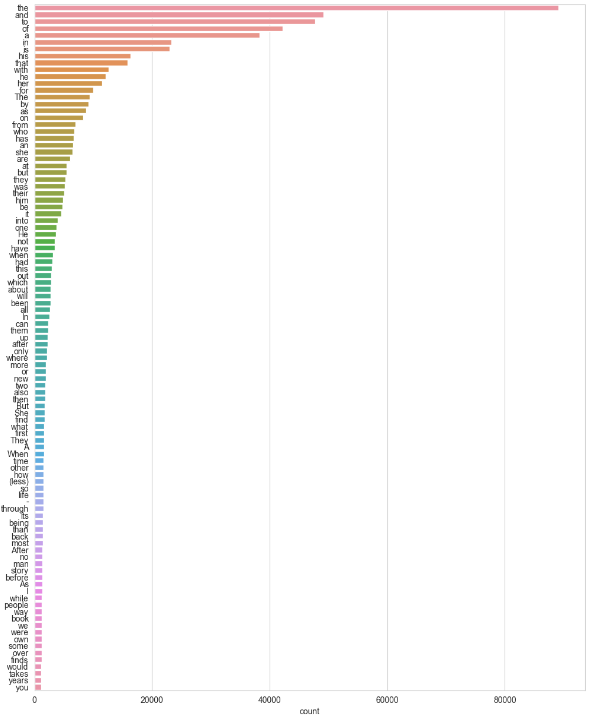 the
and
to
of
a
in
is
his
that
with
he
her
for
The
by
as
on
from
who
has
an
she
are
at
but
they
was
their
him
be
it
into
one
He
not
have
when
had
this
out
which
about
will
been
all
In
can
them
up
after
only
where
more
or
new
two
also
then
But
She
find
what
first
They
A
When
time
other
how
(less)
so
life
-
through
its
being
than
back
most
After
no
man
story
before
As
I
while
people
way
book
we
were
own
some
over
finds
would
takes
years
you
0 20000 40000 60000 80000
count